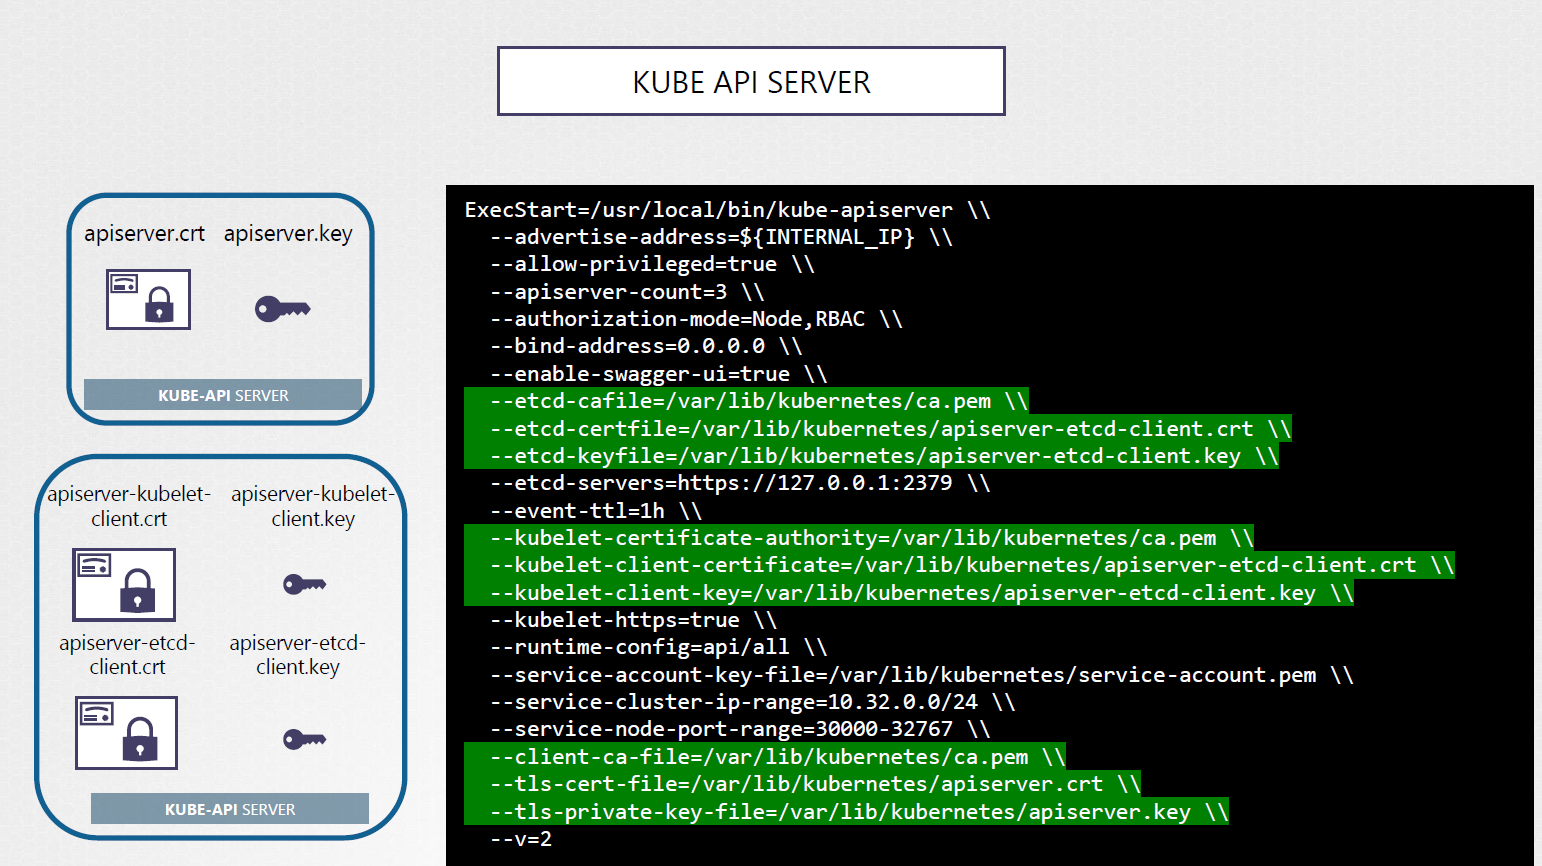 KUBE API SERVER
apiserver.crt apiserver.key
KUBE-API SERVER
apiserver-kubelet-
client.crt
apiserver-kubelet-
client.key
apiserver-etcd-
client.crt
apiserver-etcd-
client.key
KUBE-API SERVER
ExecStart=/usr/local/bin/kube-apiserver \\
--advertise-address=${INTERNAL_IP} \\
--allow-privileged=true \\
--apiserver-count=3 \\
--authorization-mode=Node,RBAC \\
--bind-address=0.0.0.0 \\
--enable-swagger-ui=true \\
--etcd-cafile=/var/lib/kubernetes/ca.pem \\
--etcd-certfile=/var/lib/kubernetes/apiserver-etcd-client.crt \\
--etcd-keyfile=/var/lib/kubernetes/apiserver-etcd-client.key \\
--etcd-servers=https://127.0.0.1:2379 \\
--event-ttl=1h \\
--kubelet-certificate-authority=/var/lib/kubernetes/ca.pem \\
--kubelet-client-certificate=/var/lib/kubernetes/apiserver-etcd-client.crt \\
--kubelet-client-key=/var/lib/kubernetes/apiserver-etcd-client.key \\
--kubelet-https=true \\
--runtime-config=api/all \\
--service-account-key-file=/var/lib/kubernetes/service-account.pem \\
--service-cluster-ip-range=10.32.0.0/24 \\
--service-node-port-range=30000-32767 \\
--client-ca-file=/var/lib/kubernetes/ca.pem \\
--tls-cert-file=/var/lib/kubernetes/apiserver.crt \\
--tls-private-key-file=/var/lib/kubernetes/apiserver.key \\
--v=2